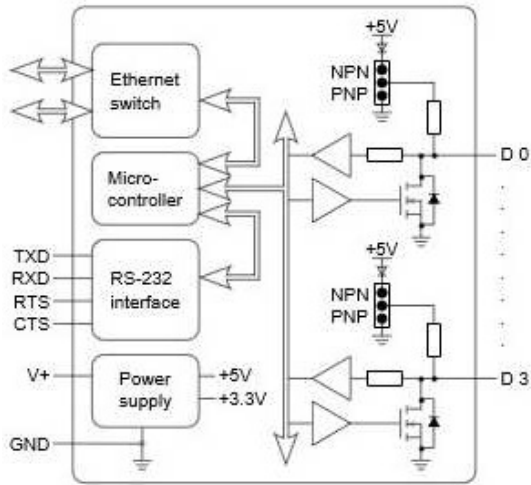 Ethernet
switch
Micro-
controller
RS-232
interface
TXD
RXD
RTS
CTS
V+
GND
Power
supply
+5V
+3.3V
+5V
NPN
PNP
D 0
+5V
NPN
PNP
D 3